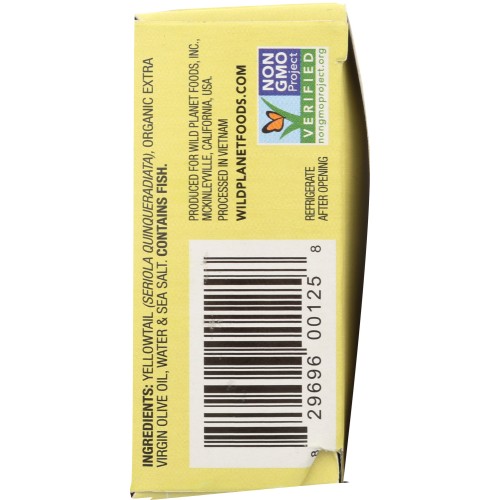 INGREDIENTS: YELLOWTAIL (SERIOLA QUINQUERADIATA), ORGANIC EXTRA
VIRGIN OLIVE OIL, WATER & SEA SALT. CONTAINS FISH.
PRODUCED FOR WILD PLANET FOODS, INC.,
MCKINLEYVILLE, CALIFORNIA, USA.
PROCESSED IN VIETNAM
WILDPLANETFOODS.COM
NON
GMO
Project
VERIFIED
nongmoproject.org
REFRIGERATE
AFTER OPENING
8 29696 00125 8